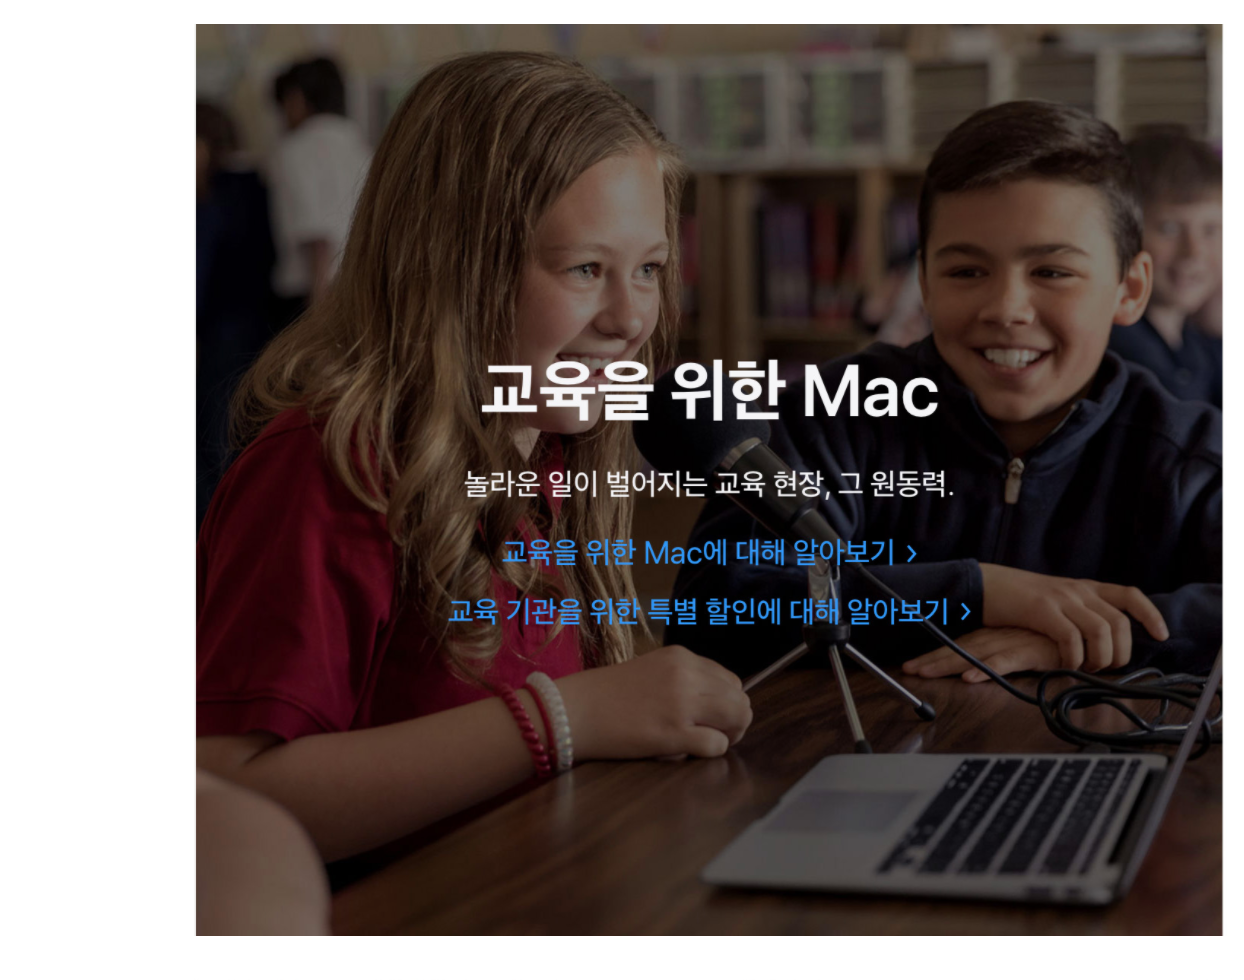 교육을 위한 Mac
놀라운 일이 벌어지는 교육 현장, 그 원동력.
교육을 위한 Mac에 대해 알아보기 >
교육 기관을 위한 특별 할인에 대해 알아보기 >